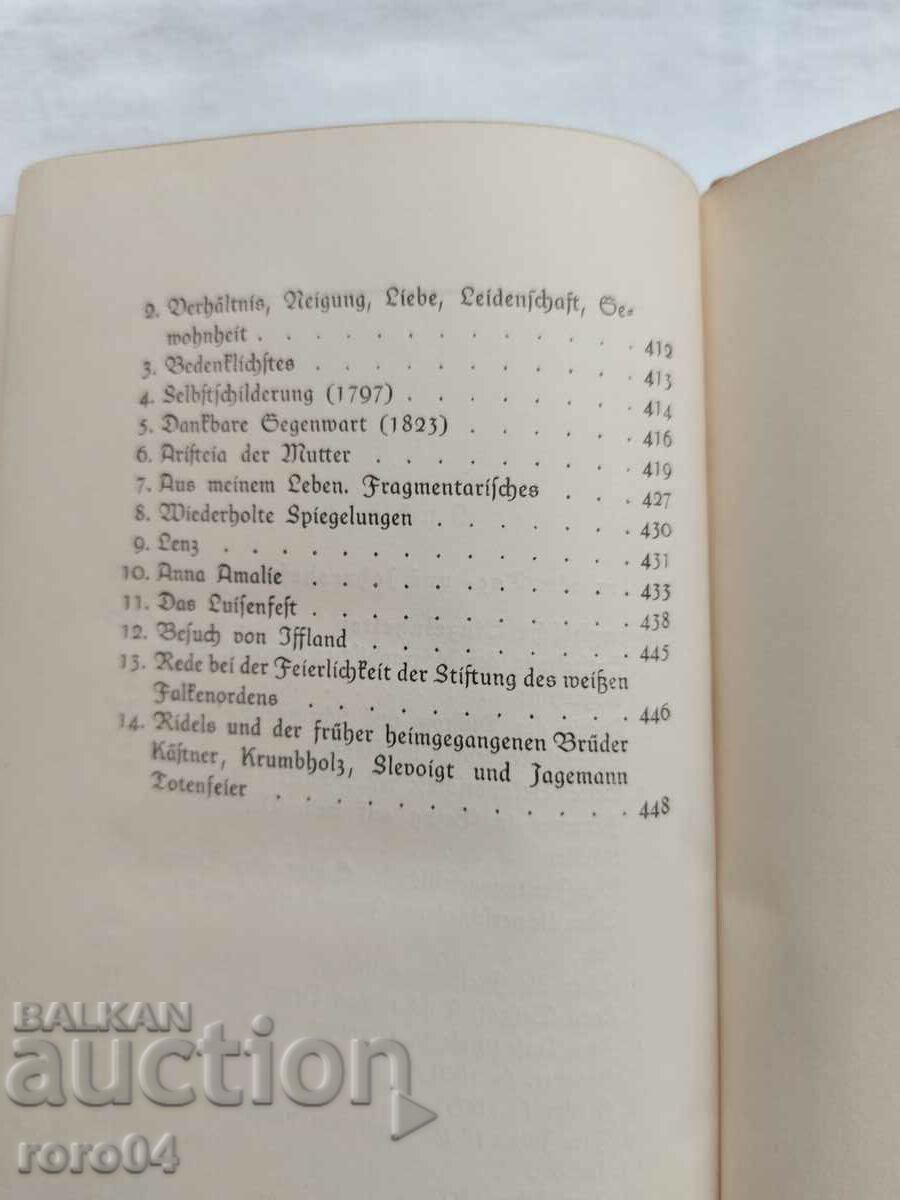 2. Verhältnis, Neigung, Liebe, Leidenschaft, Ge-
wohnheit . . . . . . . . . . . . 412
3. Bedenklichstes . . . . . . . . . . . 413
4. Selbstschilderung (1797) . . . . . . . . 414
5. Dankbare Gegenwart (1823) . . . . . . 416
6. Aristeia der Mutter . . . . . . . . . 419
7. Aus meinem Leben. Fragmentarisches . . . 427
8. Wiederholte Spiegelungen . . . . . . . 430
9. Lenz . . . . . . . . . . . . . . 431
10. Anna Amalie . . . . . . . . . . . 433
11. Das Luisenfest . . . . . . . . . . . 438
12. Besuch von Iffland . . . . . . . . . 445
13. Rede bei der Feierlichkeit der Stiftung des weißen
Falkenordens . . . . . . . . . . . 446
14. Ridels und der früher heimgegangenen Brüder
Kästner, Krumbholz, Slevoigt und Jagemann
Totenfeier . . . . . . . . . . . . 448
BALKAN
auction
roro04